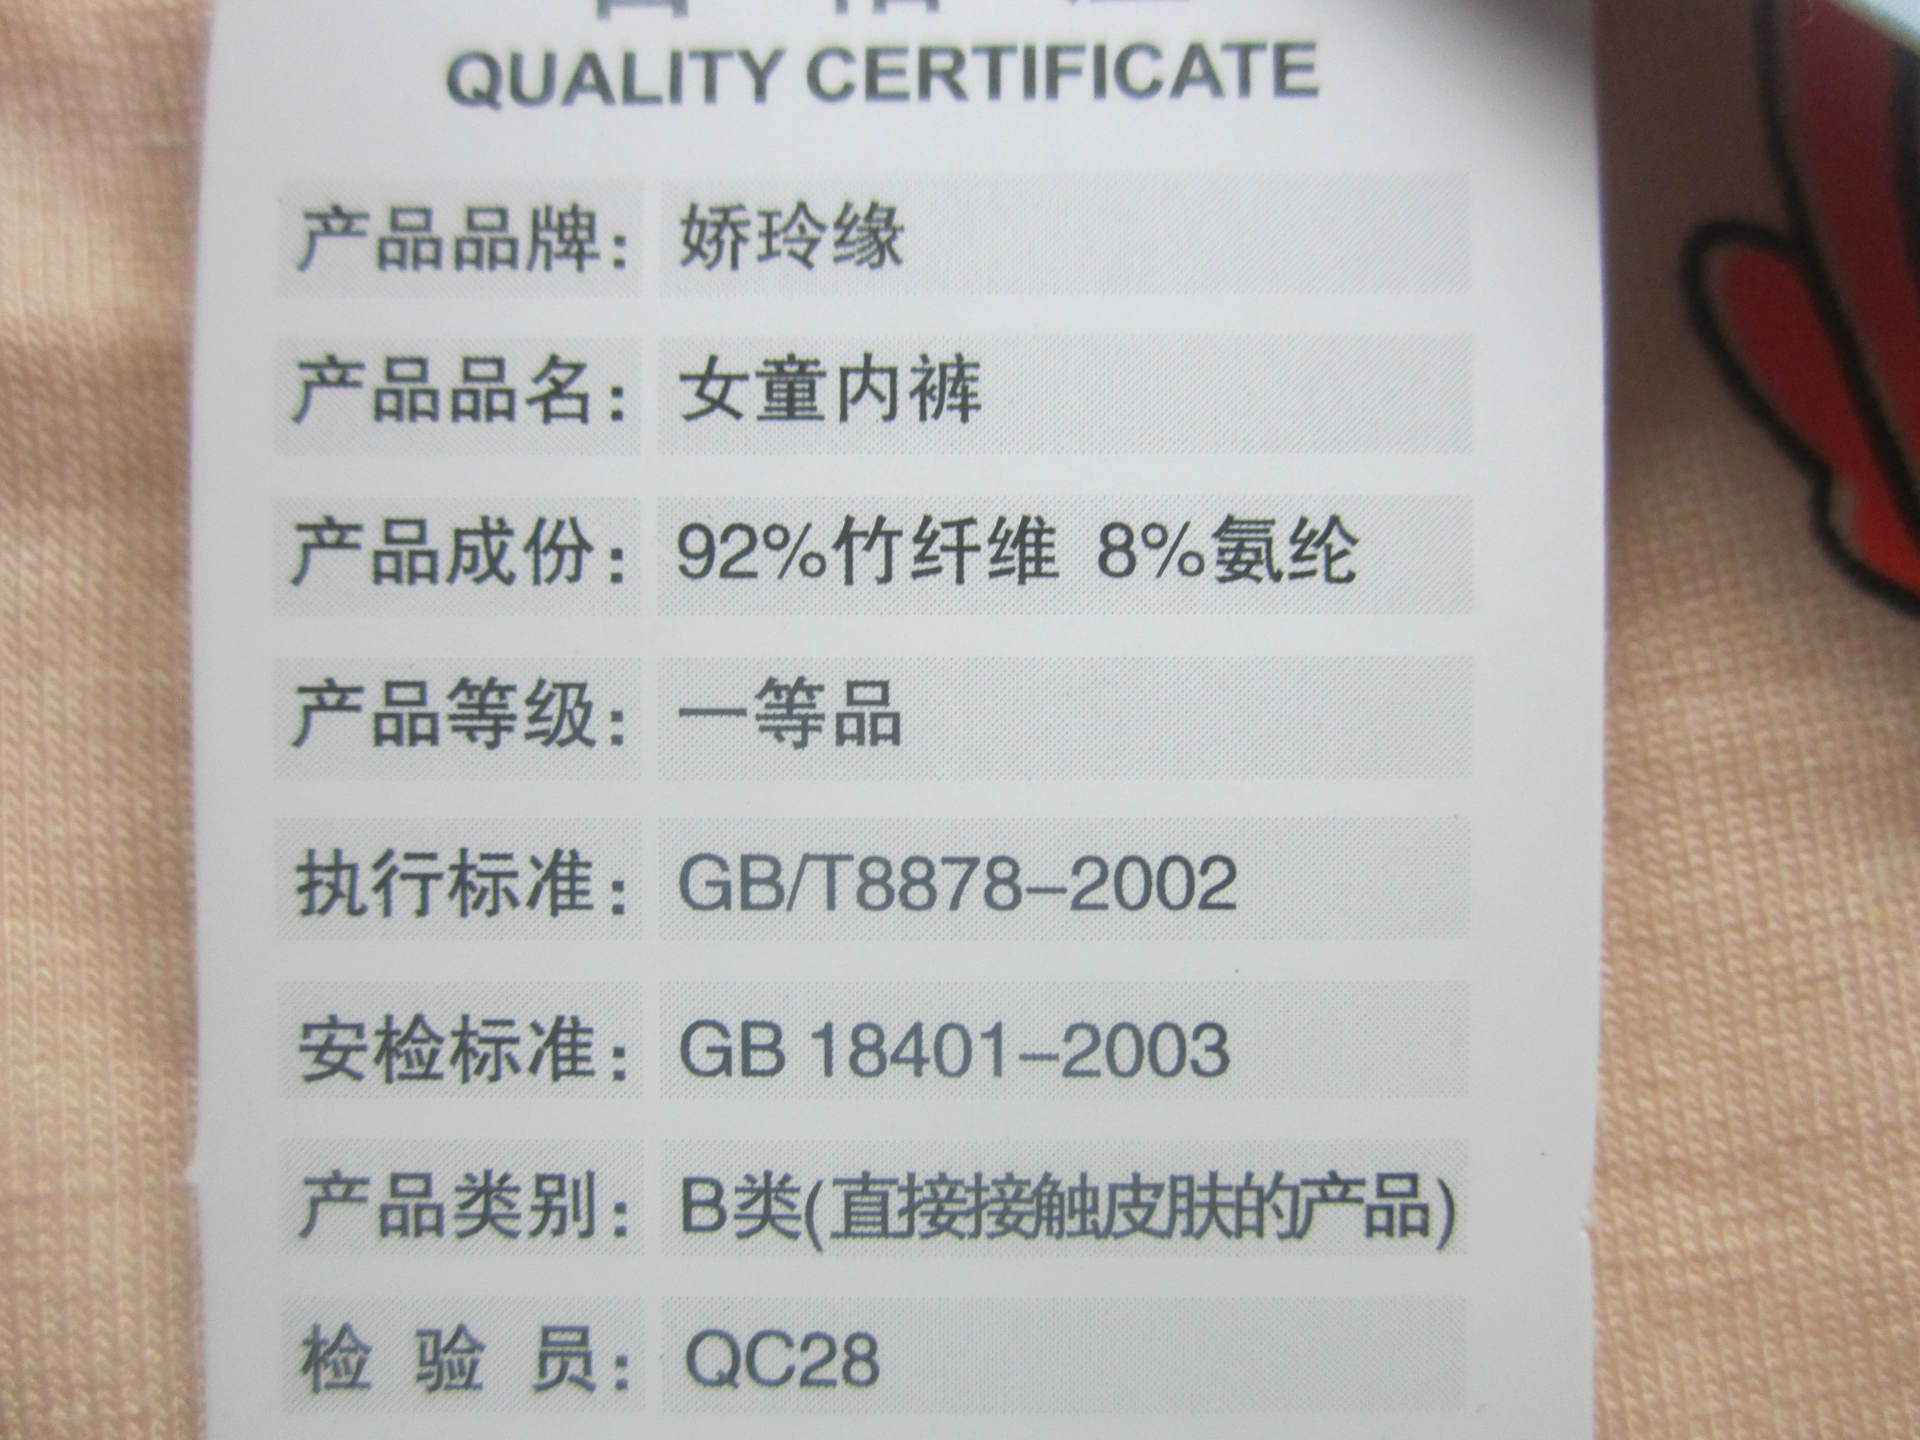 QUALITY CERTIFICATE
产品品牌: 娇玲缘
产品品名: 女童内裤
产品成份: 92%竹纤维 8%氨纶
产品等级: 一等品
执行标准: GB/T8878-2002
安检标准: GB 18401-2003
产品类别: B类(直接接触皮肤的产品)
检 验 员: QC28